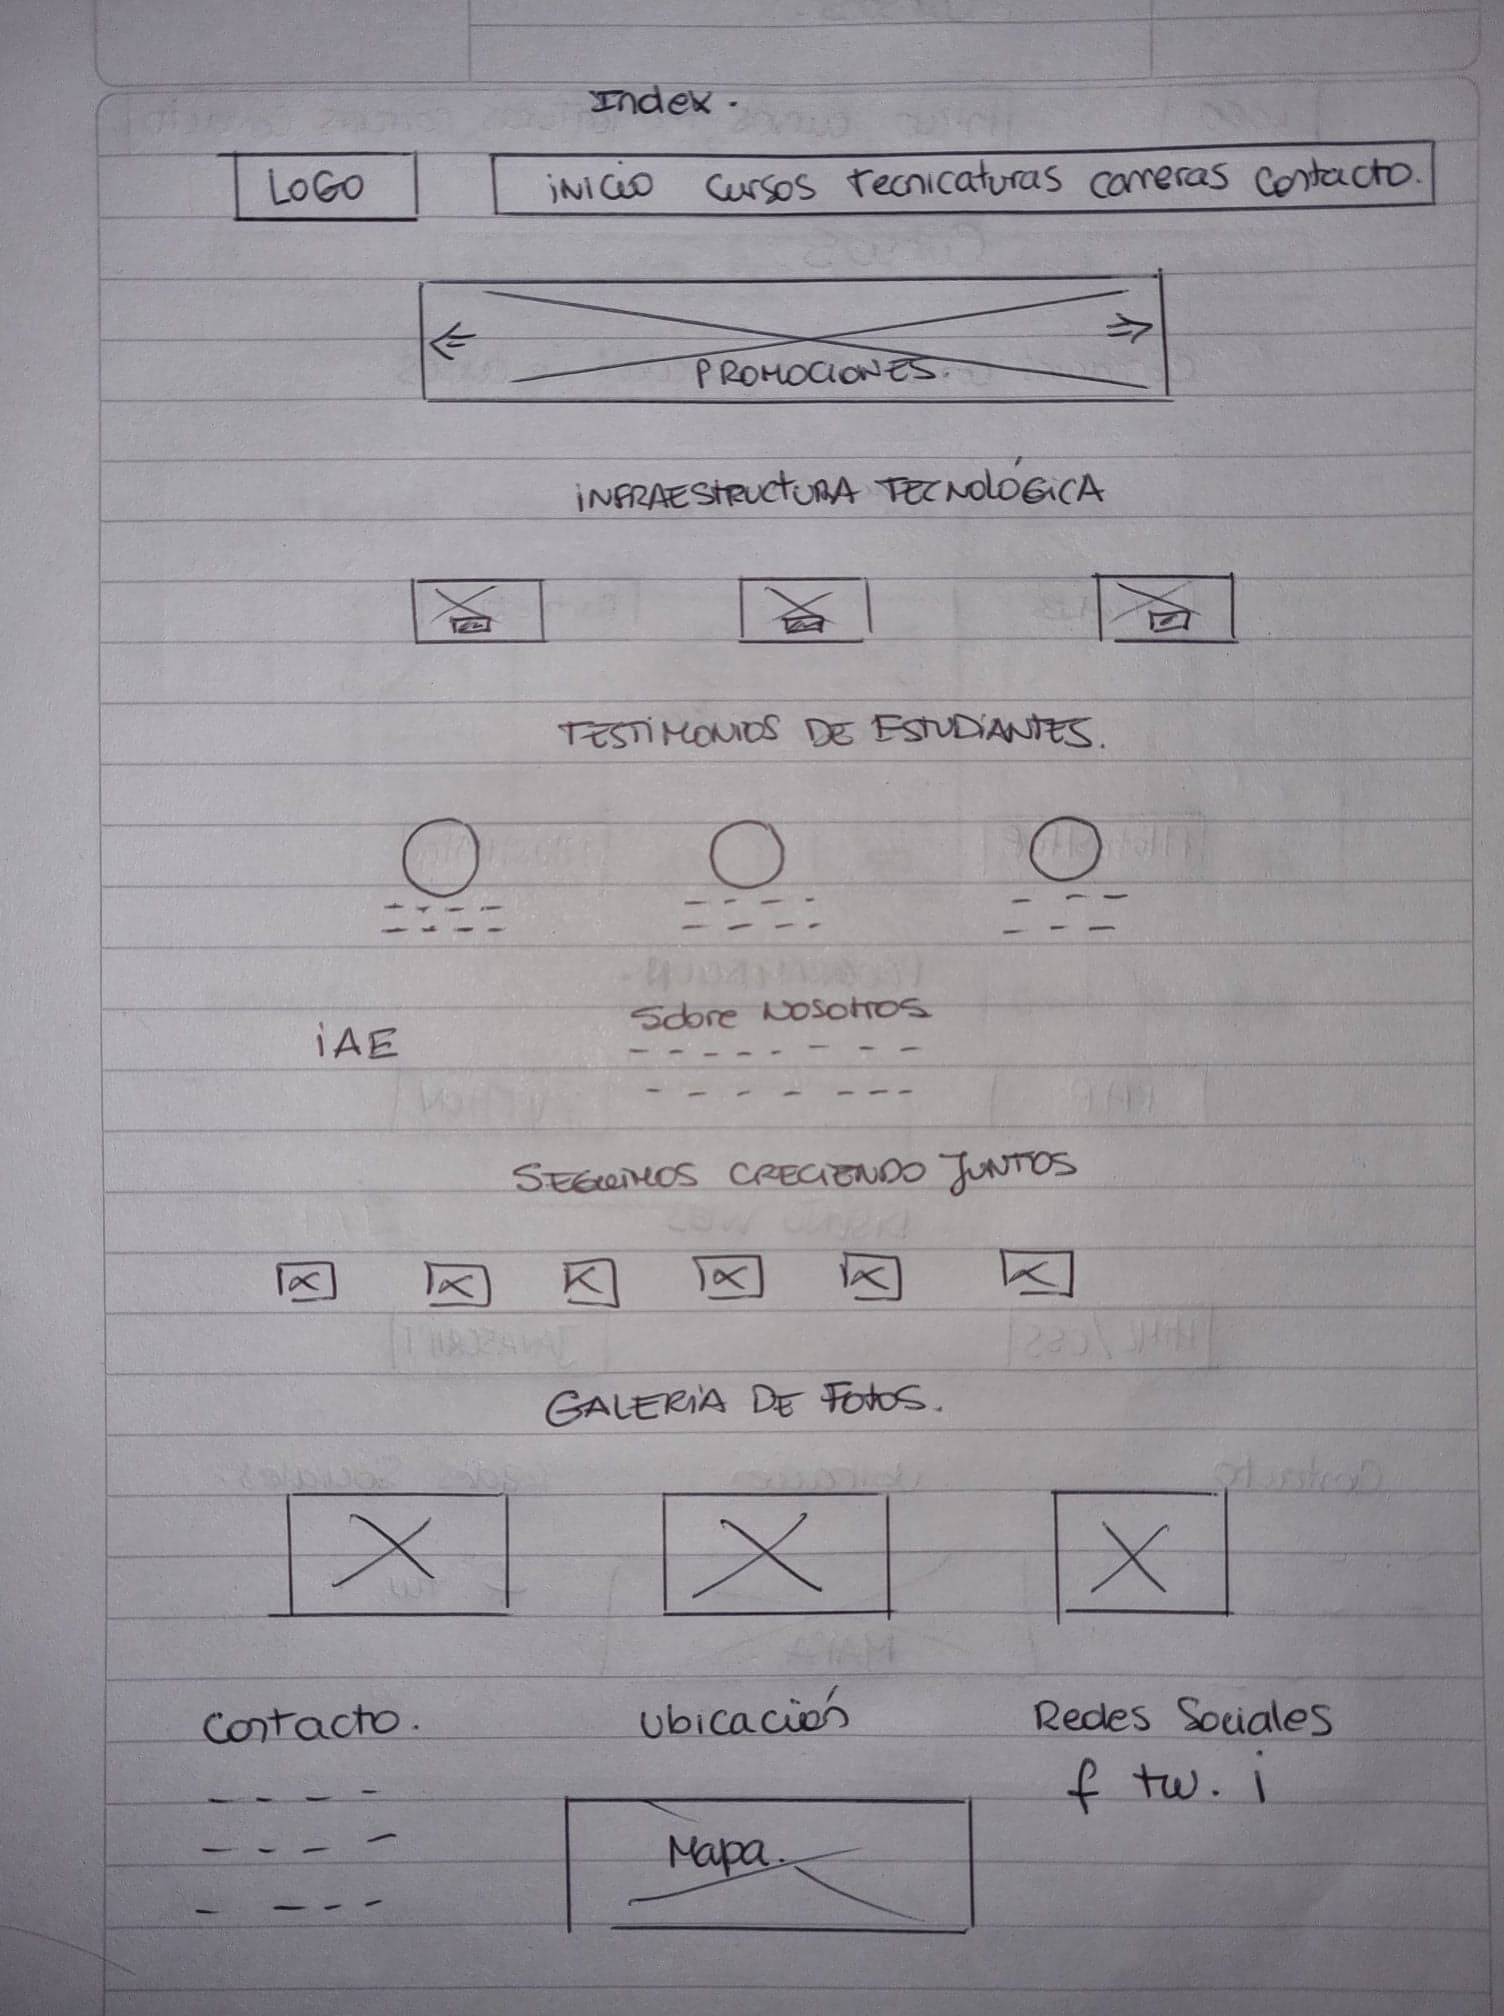 Index.
LOGO inicio cursos tecnicaturas carreras contacto.
PROMOCIONES.
INFRAESTRUCTURA TECNOLÓGICA
TESTIMONIOS DE ESTUDIANTES.
Sobre Nosotros
iAE
SEGUIMOS CRECIENDO JUNTOS
GALERIA DE FOTOS.
Contacto. Ubicación Redes Sociales
f tw. i
Mapa.